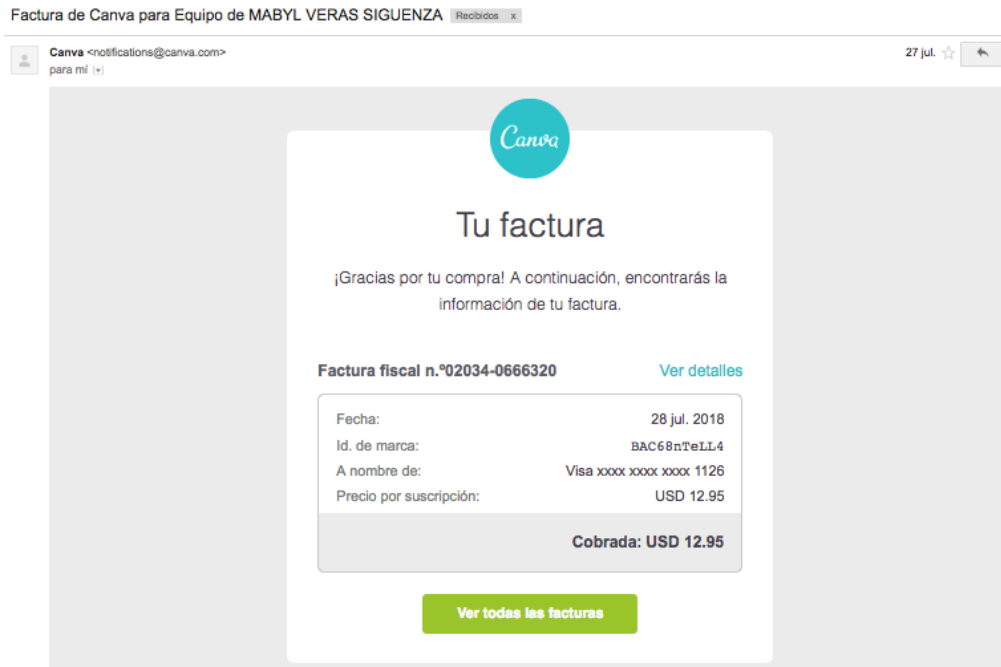 Factura de Canva para Equipo de MABYL VERAS SIGUENZA Recibidos x
Canva <notifications@canva.com> 27 jul.
para mí
Canva
Tu factura
¡Gracias por tu compra! A continuación, encontrarás la
información de tu factura.
Factura fiscal n.º02034-0666320 Ver detalles
Fecha: 28 jul. 2018
Id. de marca: BAC68nTeLL4
A nombre de: Visa xxxx xxxx xxxx 1126
Precio por suscripción: USD 12.95
Cobrada: USD 12.95
Ver todas las facturas